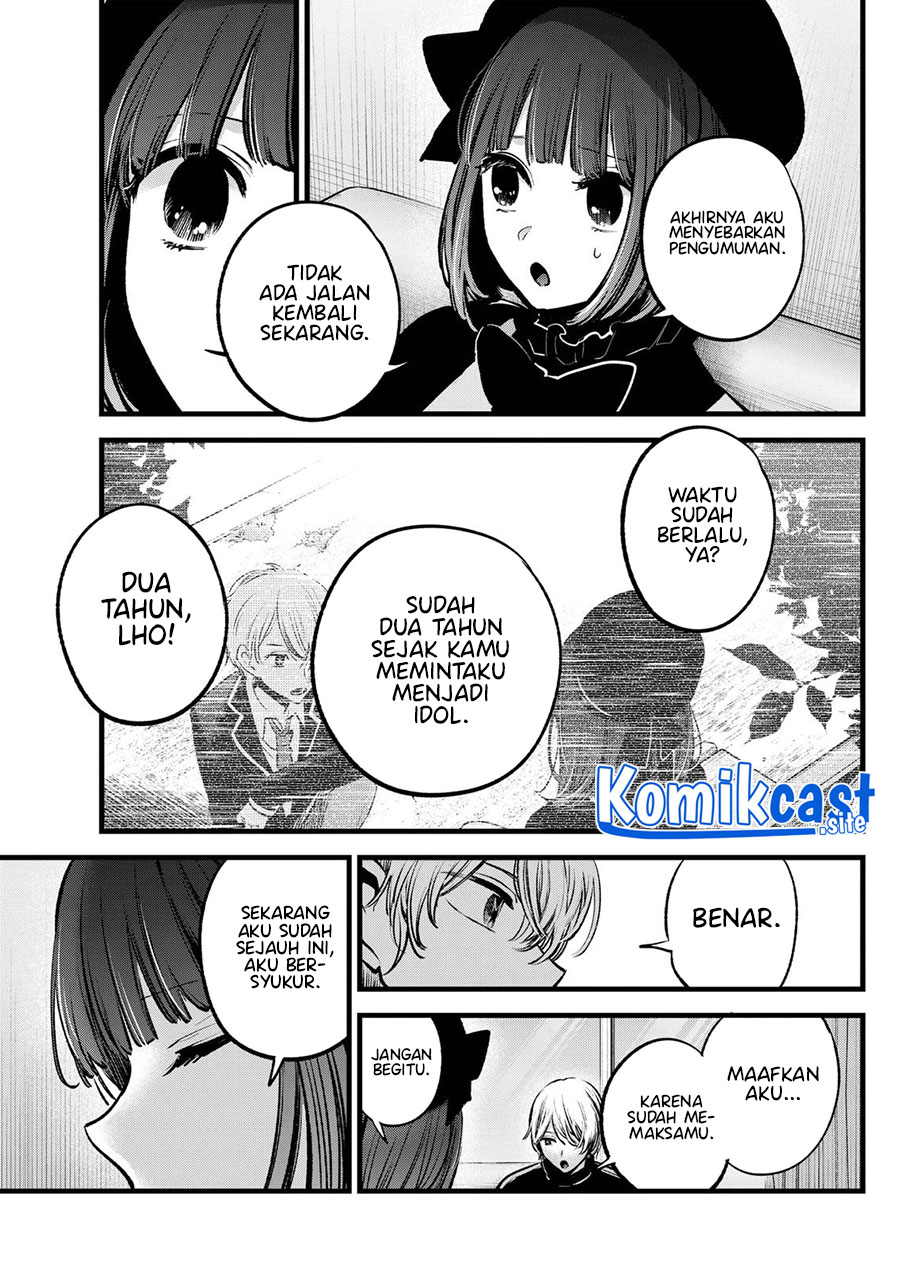 AKHIRNYA AKU
MENYEBARKAN
PENGUMUMAN.
TIDAK
ADA JALAN
KEMBALI
SEKARANG.
WAKTU
SUDAH
BERLALU,
YA?
SUDAH
DUA TAHUN
SEJAK KAMU
MEMINTAKU
MENJADI
IDOL.
DUA
TAHUN,
LHO!
Komikcast
.site
BENAR.
SEKARANG
AKU SUDAH
SEJAUH INI,
AKU BER-
SYUKUR.
MAAFKAN
AKU...
KARENA
SUDAH ME-
MAKSAMU.
JANGAN
BEGITU.